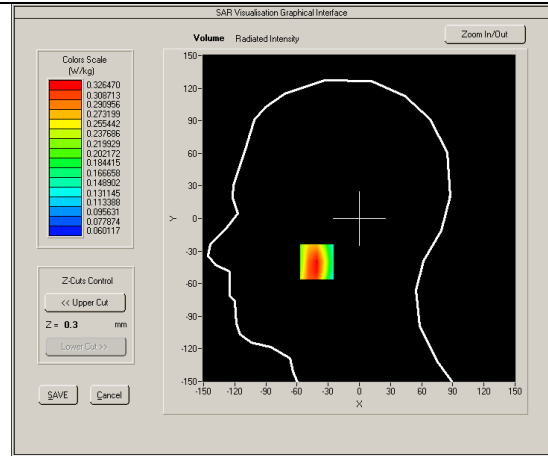 SAR Visualisation Graphical Interface
Volume Radiated Intensity
Zoom In/Out
Colors Scale
(W/kg)
0.326470
0.308713
0.290956
0.273199
0.255442
0.237686
0.219929
0.202172
0.184415
0.166658
0.148902
0.131145
0.113388
0.095631
0.077874
0.060117
Z-Cuts Control
<< Upper Cut
Z = 0.3 mm
Lower Cut >>
SAVE Cancel
150-
120-
90-
60-
30-
0-
-30-
-60-
-90-
-120-
-150-
Y
-150 -120 -90 -60 -30 0 30 60 90 120 150
X